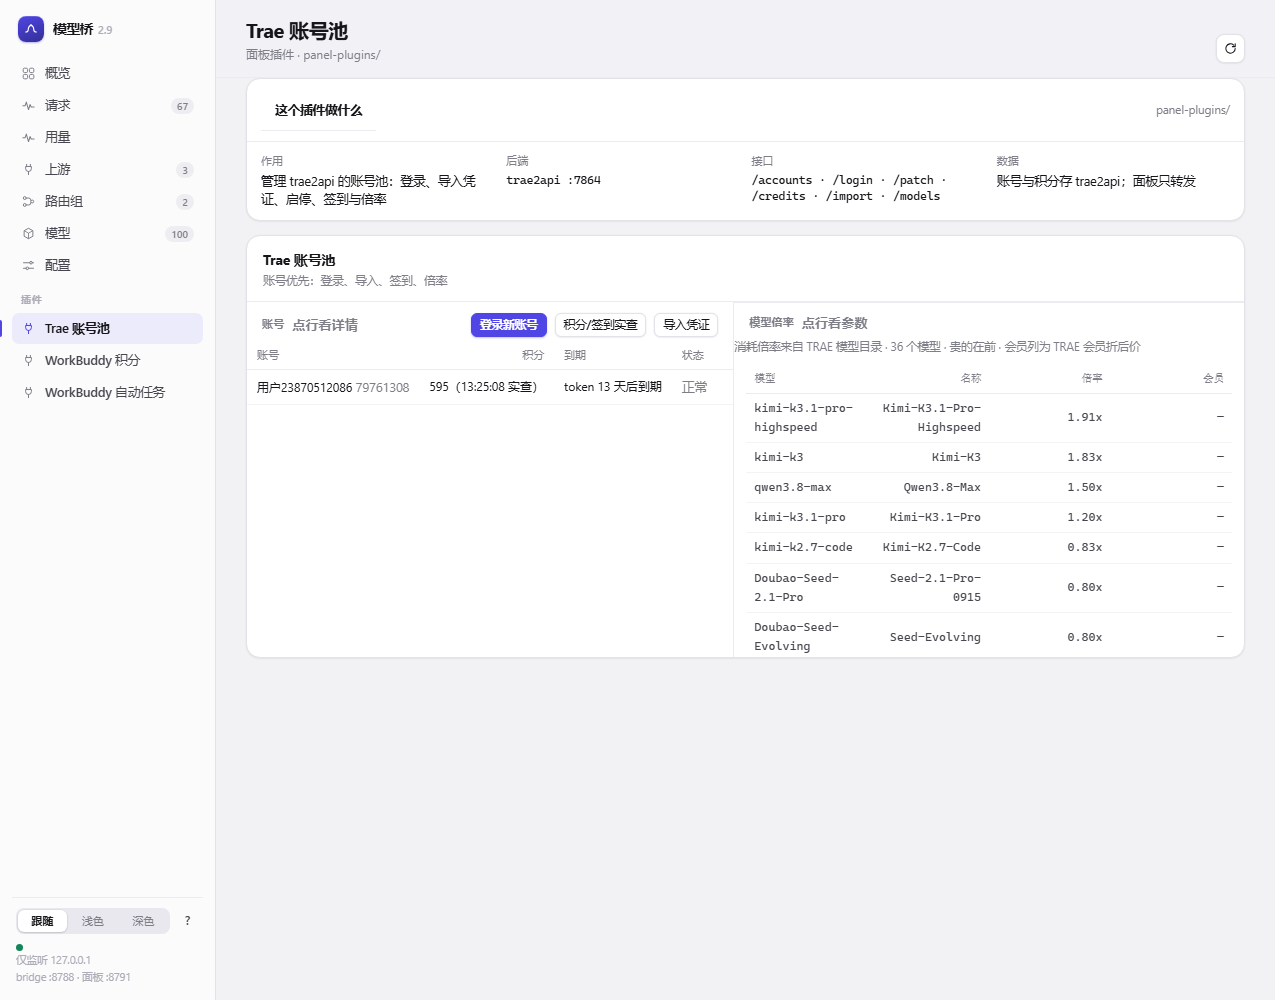 模型桥 2.9
概览
请求 67
用量
上游 3
路由组 2
模型 100
配置
插件
Trae 账号池
WorkBuddy 积分
WorkBuddy 自动任务
跟随 浅色 深色 ?
仅监听 127.0.0.1
bridge :8788 · 面板 :8791
Trae 账号池
面板插件 · panel-plugins/
这个插件做什么 panel-plugins/
作用
管理 trae2api 的账号池：登录、导入凭
证、启停、签到与倍率
后端
trae2api :7864
接口
/accounts · /login · /patch ·
/credits · /import · /models
数据
账号与积分存 trae2api；面板只转发
Trae 账号池
账号优先：登录、导入、签到、倍率
账号 点行看详情 登录新账号 积分/签到实查 导入凭证
账号 积分 到期 状态
用户23870512086 79761308 595（13:25:08 实查） token 13 天后到期 正常
模型倍率 点行看参数
消耗倍率来自 TRAE 模型目录 · 36 个模型 · 贵的在前 · 会员列为 TRAE 会员折后价
模型 名称 倍率 会员
kimi-k3.1-pro-
highspeed
Kimi-K3.1-Pro-
Highspeed
1.91x —
kimi-k3 Kimi-K3 1.83x —
qwen3.8-max Qwen3.8-Max 1.50x —
kimi-k3.1-pro Kimi-K3.1-Pro 1.20x —
kimi-k2.7-code Kimi-K2.7-Code 0.83x —
Doubao-Seed-
2.1-Pro
Seed-2.1-Pro-
0915
0.80x —
Doubao-Seed-
Evolving
Seed-Evolving 0.80x —